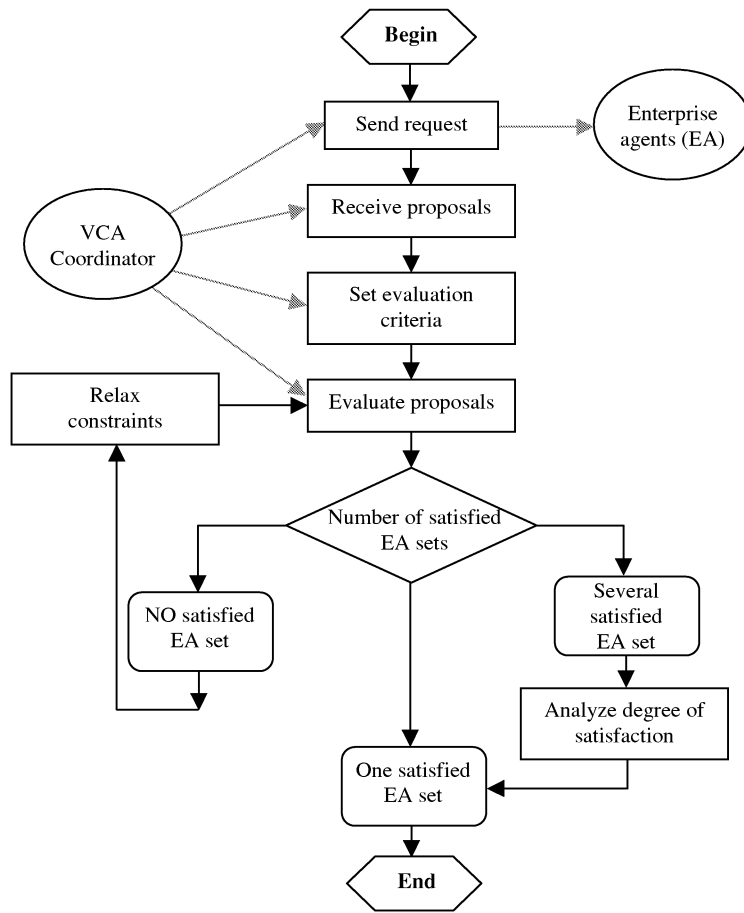 Begin
Send request
Enterprise
agents (EA)
Receive proposals
VCA
Coordinator
Set evaluation
criteria
Relax
constraints
Evaluate proposals
Number of satisfied
EA sets
NO satisfied
EA set
Several
satisfied
EA set
Analyze degree of
satisfaction
One satisfied
EA set
End